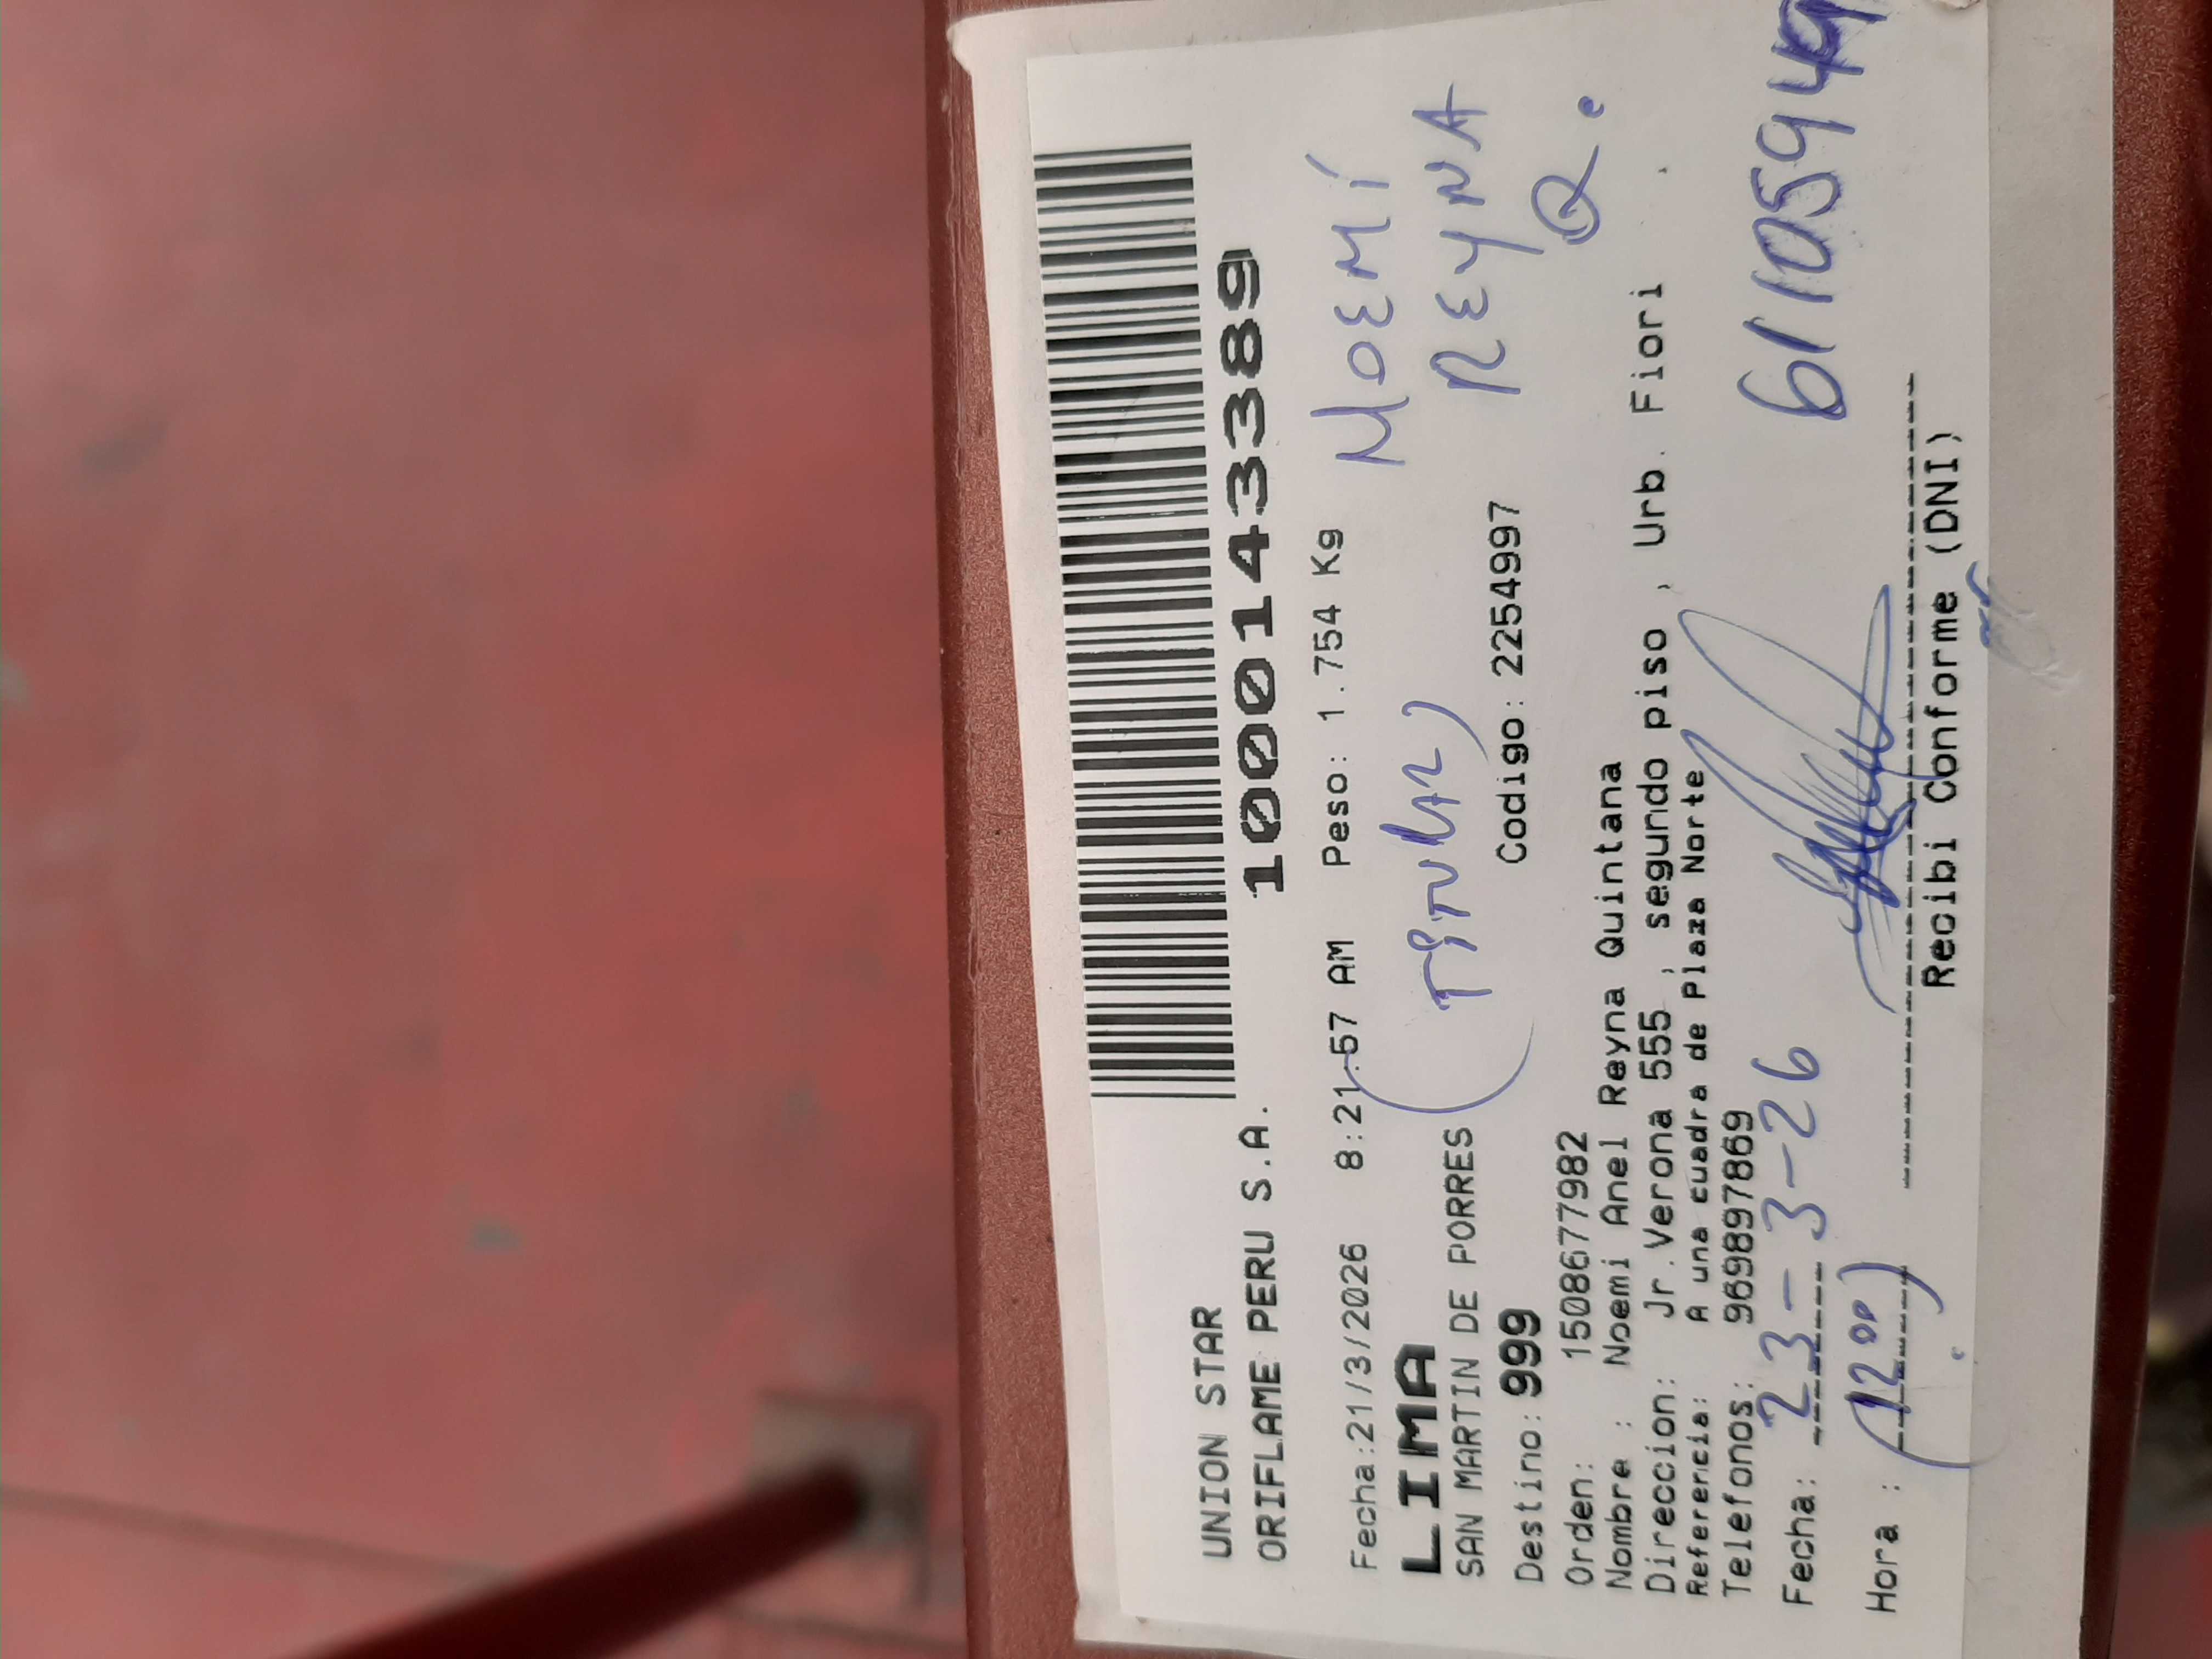 UNION STAR
ORIFLAME PERU S.A.
1000143389
Fecha:21/3/2026 8:21:57 AM Peso: 1.754 Kg
NOEMÍ
REYNA
Q.
LIMA
(TITULAR)
SAN MARTIN DE PORRES
Destino: 999 Codigo: 2254997
Orden: 1508677982
Nombre : Noemi Anel Reyna Quintana
Direccion: Jr.Verona 555 , segundo piso , Urb. Fiori
Referencia: A una cuadra de Plaza Norte
Telefonos: 969897869
Fecha: 23-3-26
61105949
Hora : (12:00)
Recibi Conforme (DNI)